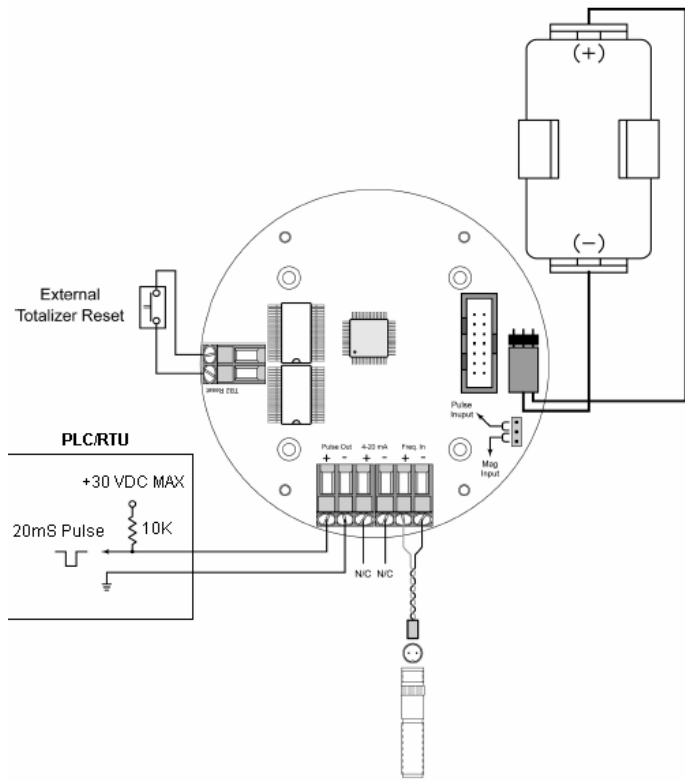 (+)
(-)
External
Totalizer Reset
TB2 Reset
Pulse
Inuput
Mag
Input
Pulse Out 4-20 mA Freq. In
+ - + - + -
PLC/RTU
+30 VDC MAX
10K
20mS Pulse
N/C N/C